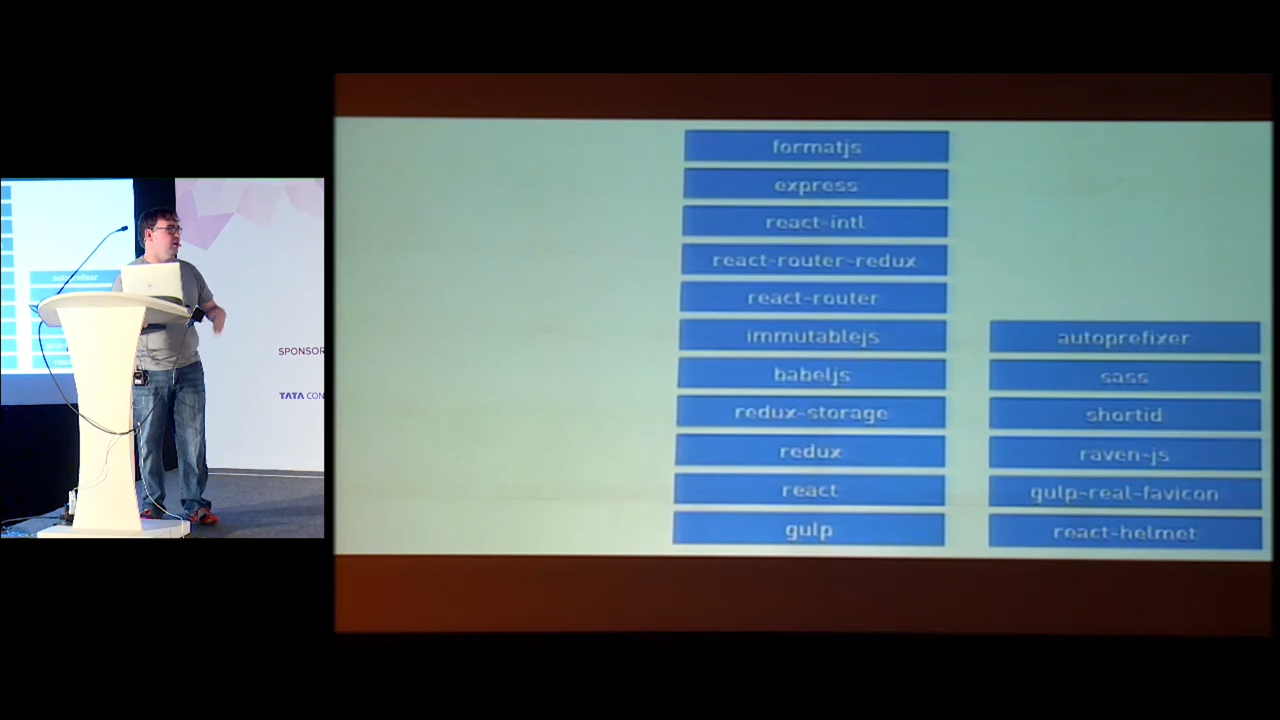 formatjs
express
react-intl
react-router-redux
react-router
immutablejs
babeljs
redux-storage
redux
react
gulp
autoprefixer
sass
shortid
raven-js
gulp-real-favicon
react-helmet
autoprefixer
SPONSOR
TATA CON